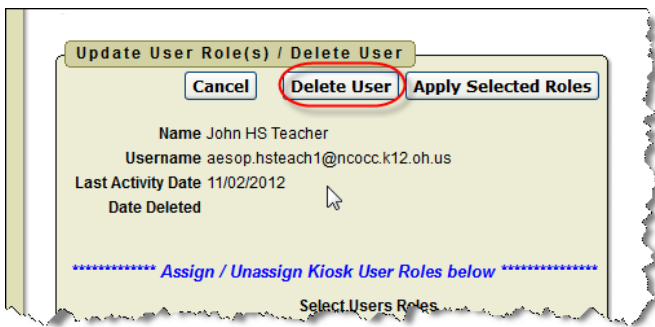 Update User Role(s) / Delete User
Cancel Delete User Apply Selected Roles
Name John HS Teacher
Username aesop.hsteach1@ncocc.k12.oh.us
Last Activity Date 11/02/2012
Date Deleted
************* Assign / Unassign Kiosk User Roles below ***************
Select Users Roles